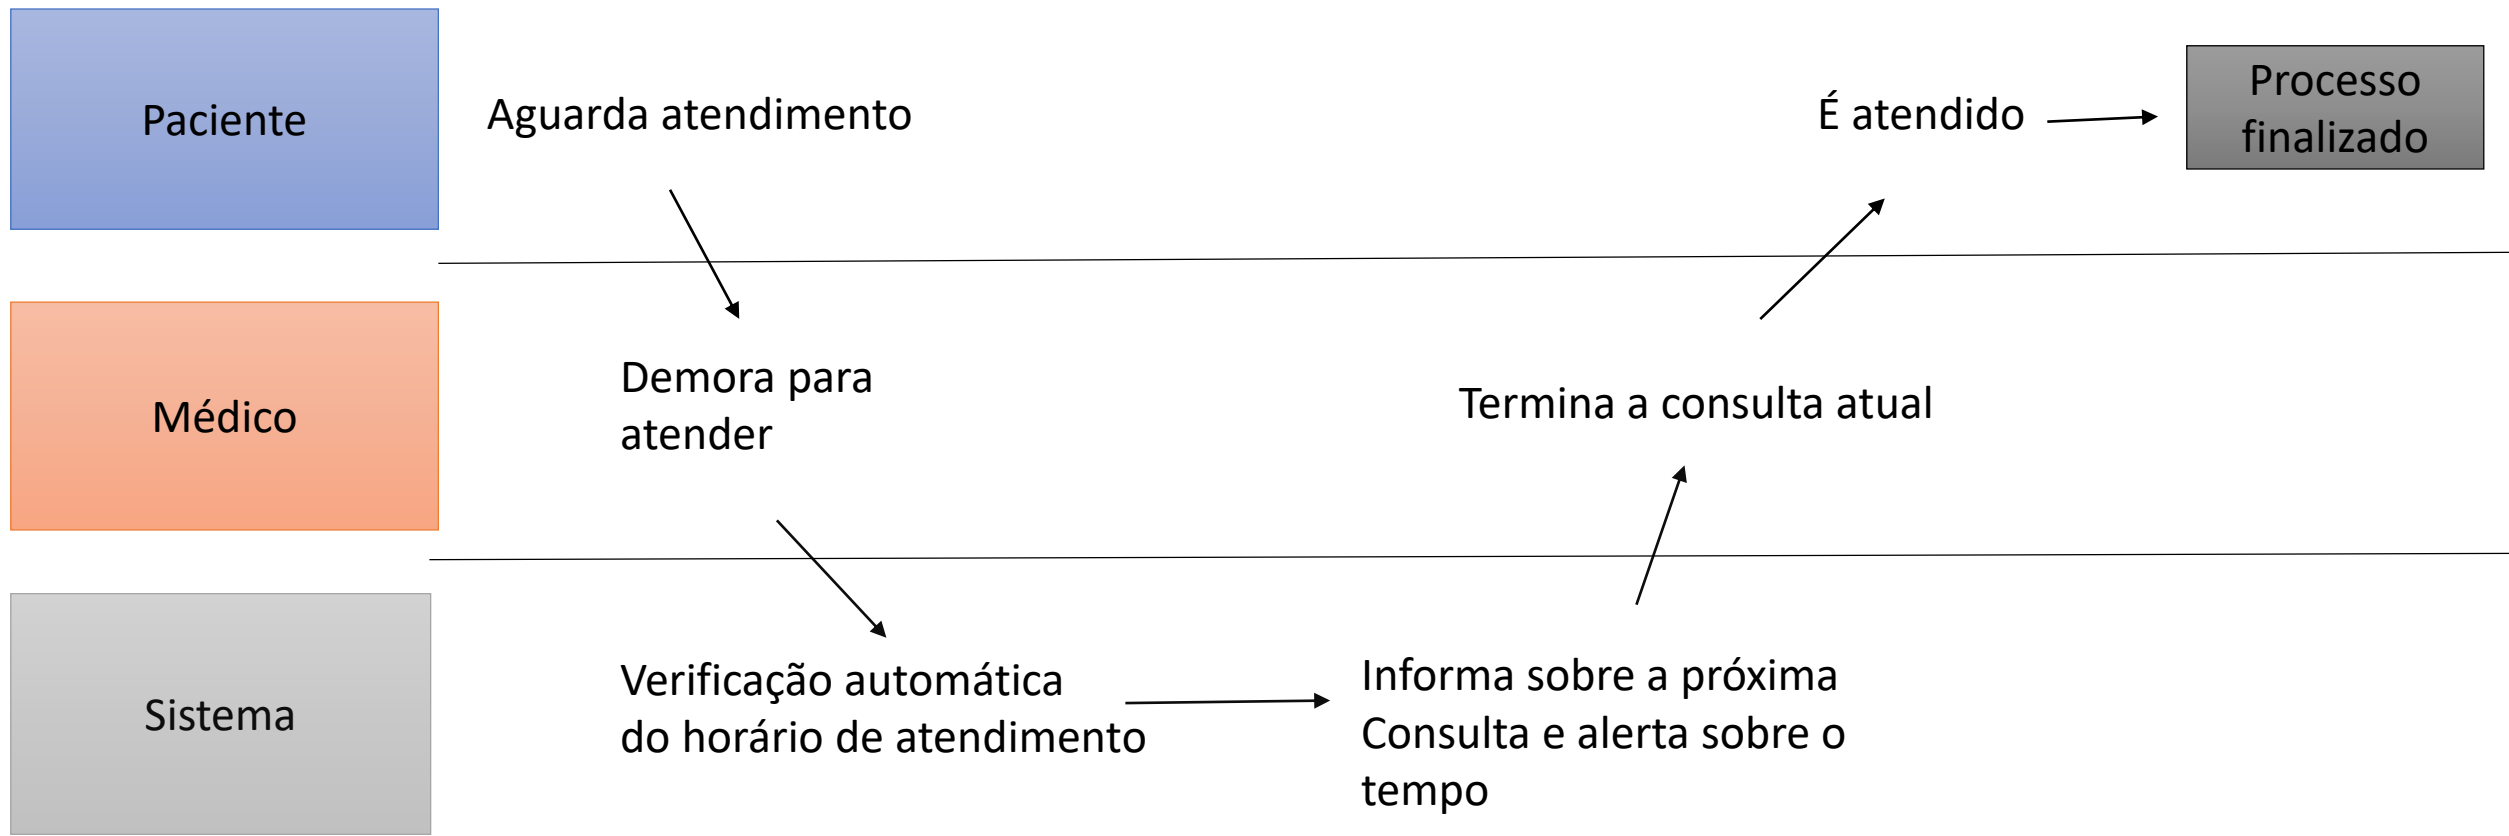 Paciente
Aguarda atendimento
É atendido
Processo
finalizado
Médico
Demora para
atender
Termina a consulta atual
Sistema
Verificação automática
do horário de atendimento
Informa sobre a próxima
Consulta e alerta sobre o
tempo